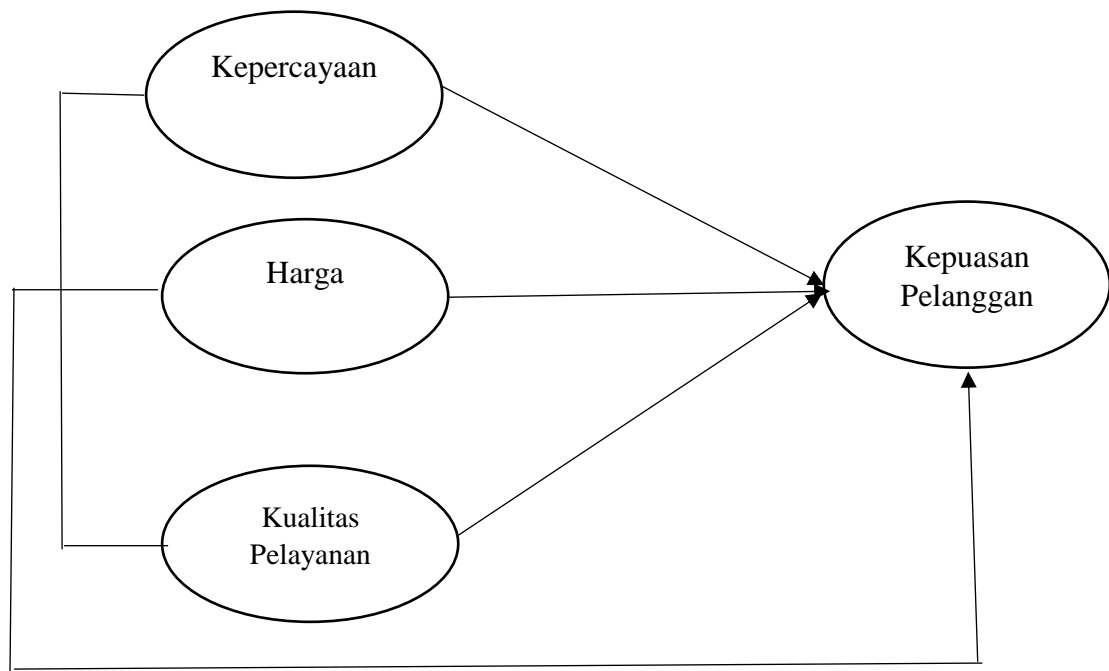 Kepercayaan
Harga
Kepuasan
Pelanggan
Kualitas
Pelayanan